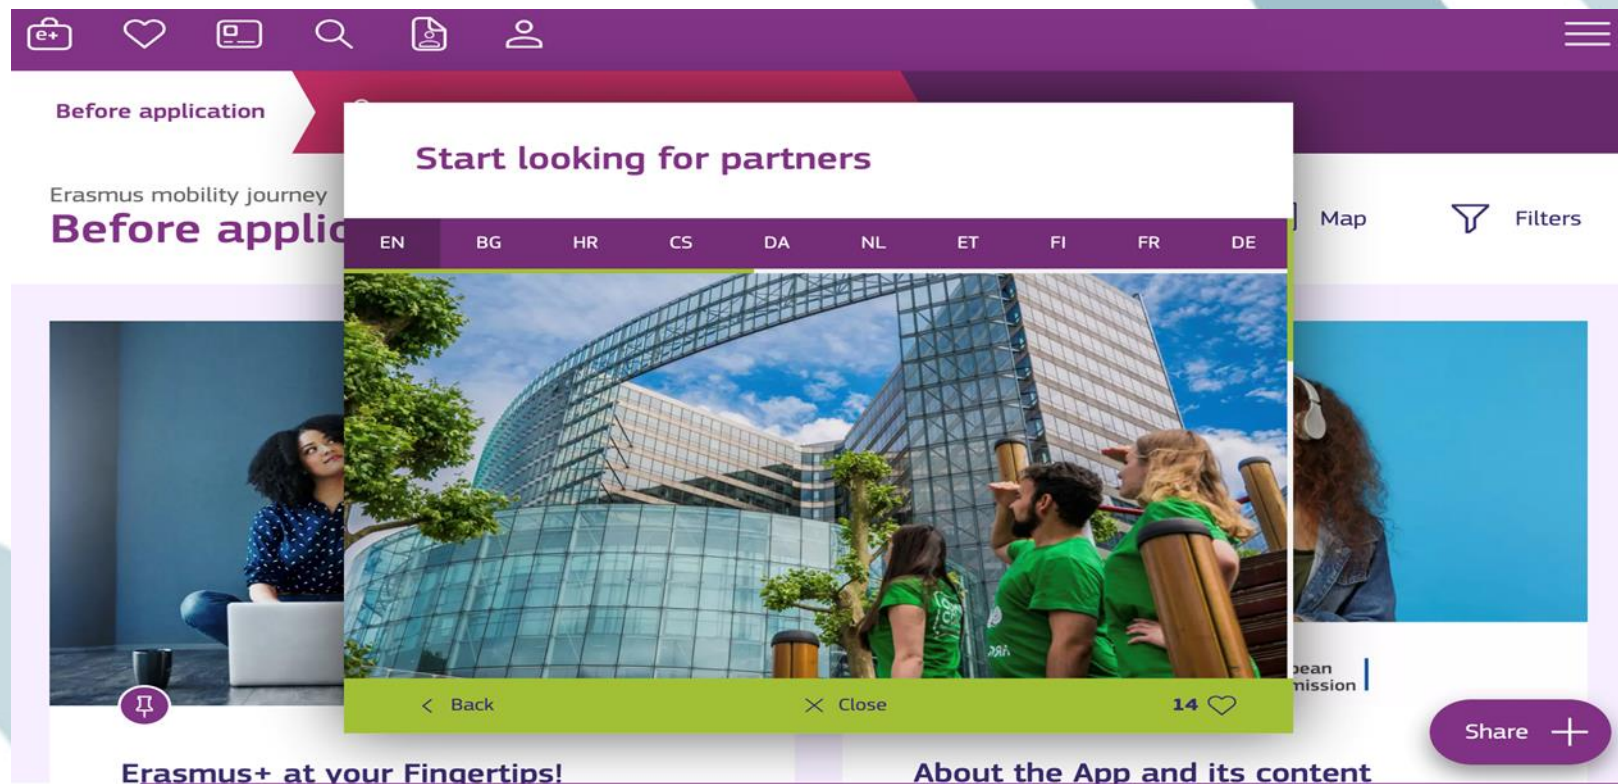 e+
Before application
Start looking for partners
Erasmus mobility journey
Before applic
Map
Filters
EN BG HR CS DA NL ET FI FR DE
Back
Close
14
pean
mission
Share
Erasmus+ at your Fingertips!
About the App and its content